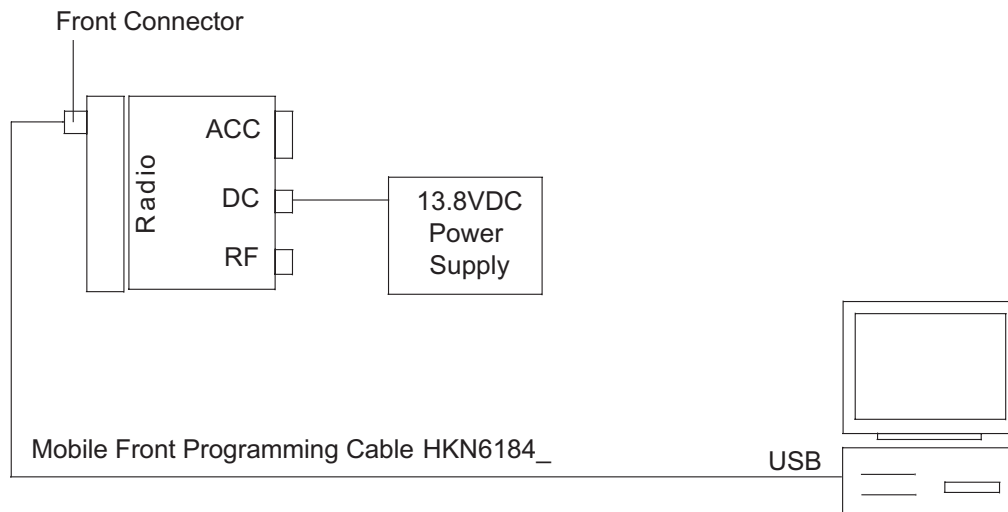 Front Connector
Radio
ACC
DC
RF
13.8VDC
Power
Supply
Mobile Front Programming Cable HKN6184_
USB